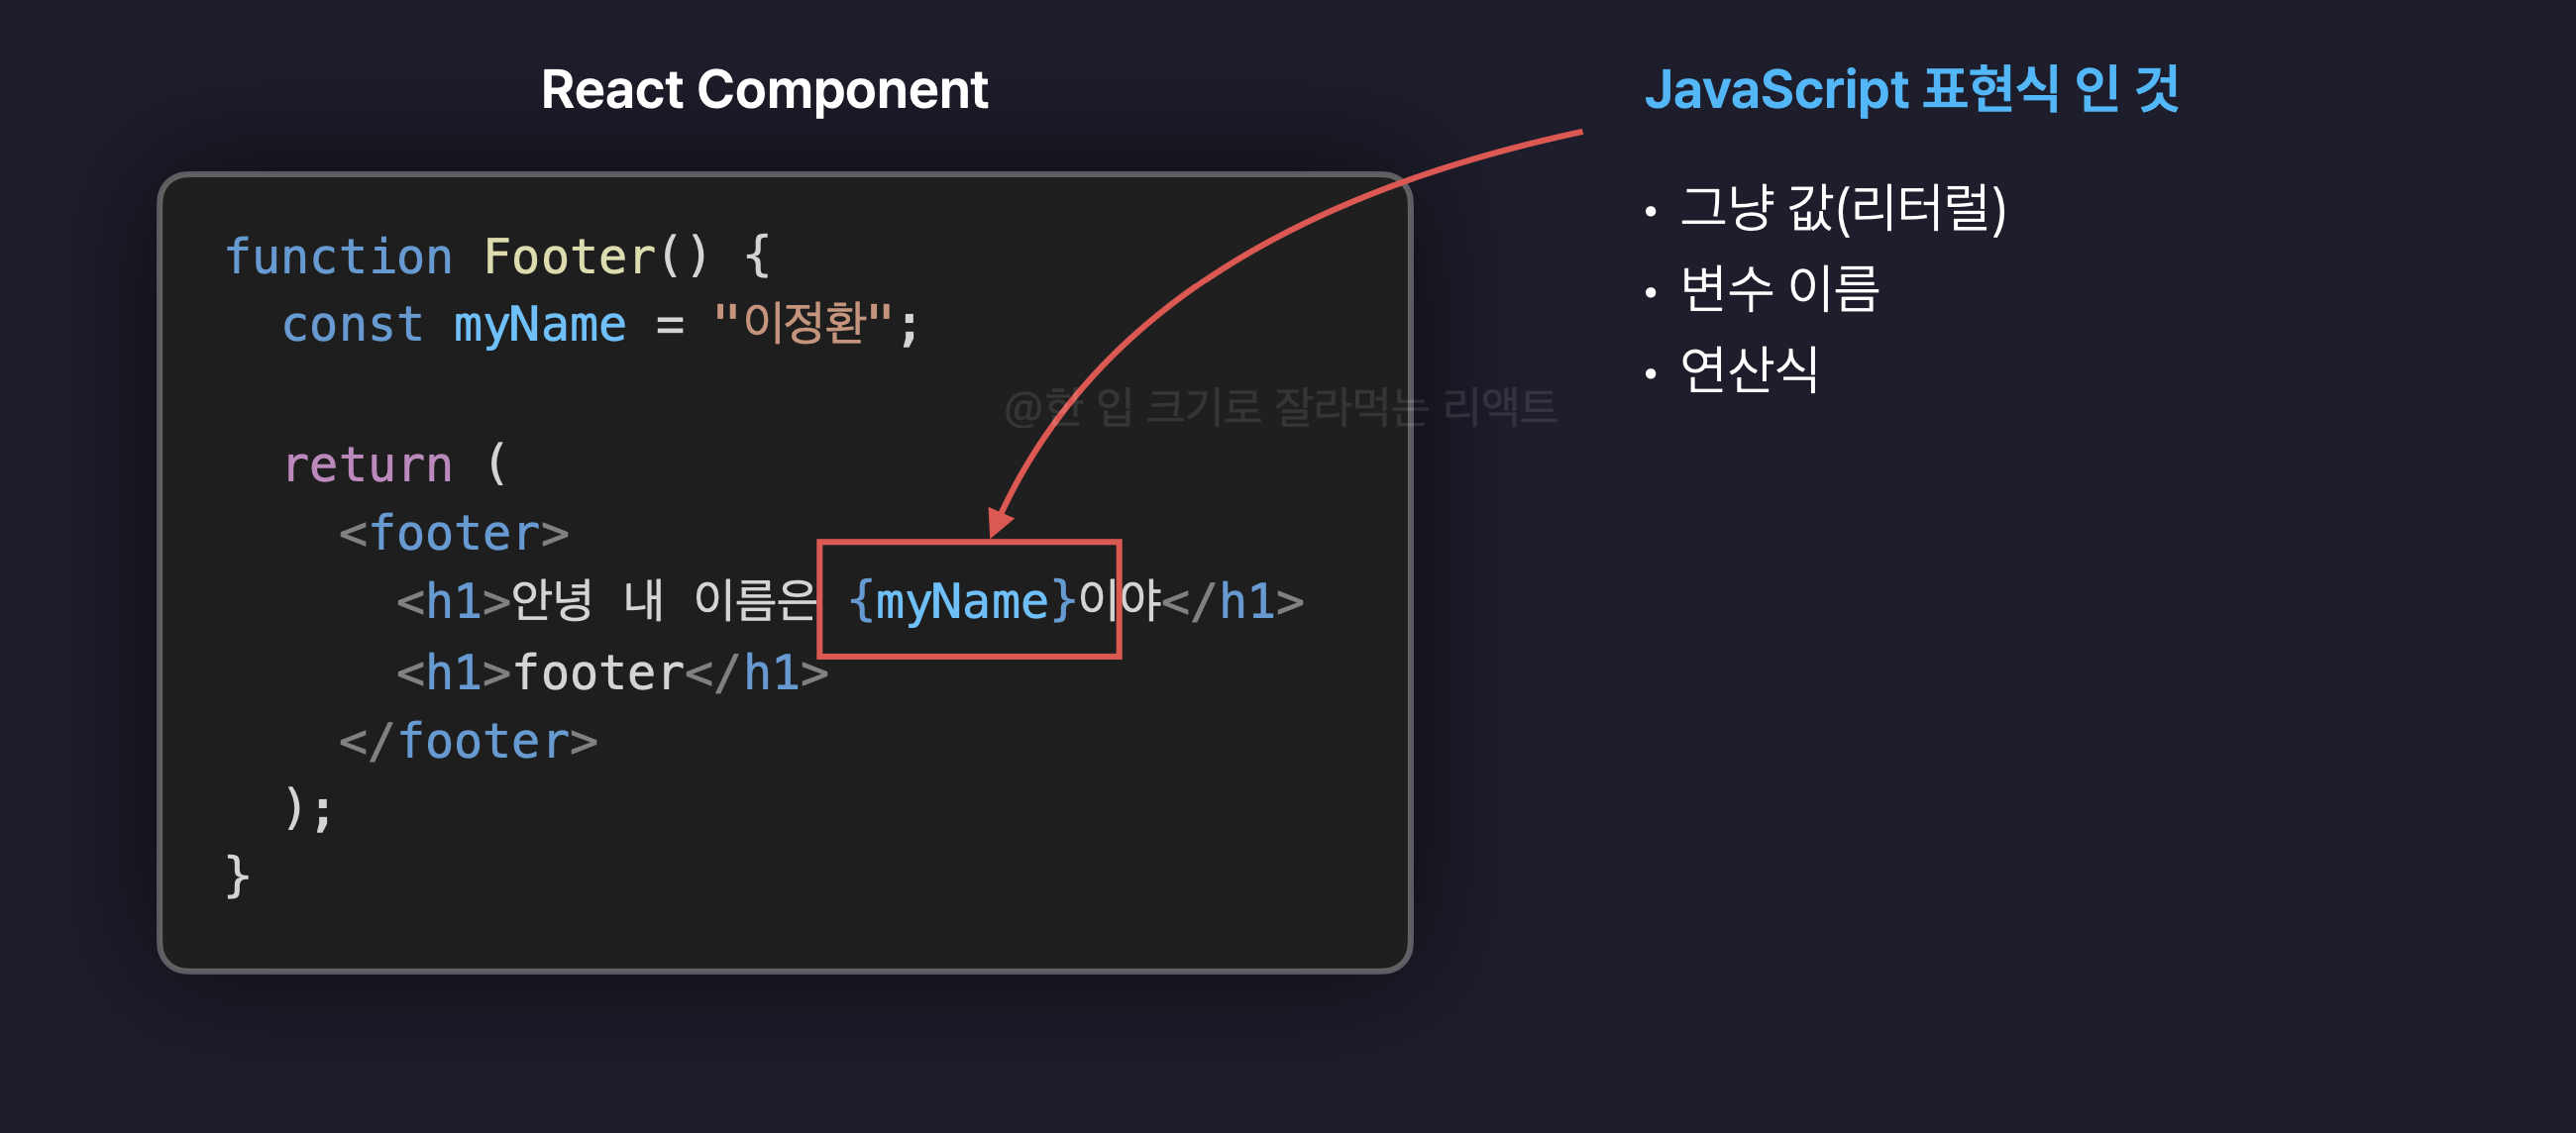 React Component
function Footer() {
const myName = "이정환";
return (
<footer>
<h1>안녕 내 이름은 {myName}이야</h1>
<h1>footer</h1>
</footer>
);
}
@한 입 크기로 잘라먹는 리액트
JavaScript 표현식 인 것
• 그냥 값(리터럴)
• 변수 이름
• 연산식